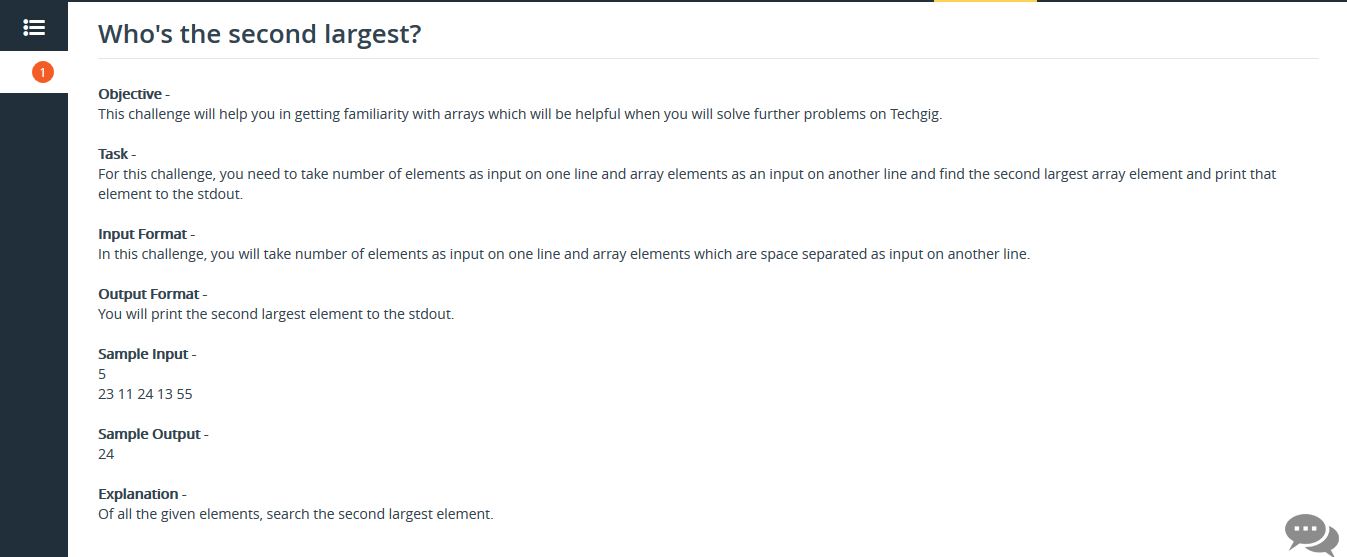 Who's the second largest?
1
Objective -
This challenge will help you in getting familiarity with arrays which will be helpful when you will solve further problems on Techgig.
Task -
For this challenge, you need to take number of elements as input on one line and array elements as an input on another line and find the second largest array element and print that
element to the stdout.
Input Format -
In this challenge, you will take number of elements as input on one line and array elements which are space separated as input on another line.
Output Format -
You will print the second largest element to the stdout.
Sample Input -
5
23 11 24 13 55
Sample Output -
24
Explanation -
Of all the given elements, search the second largest element.